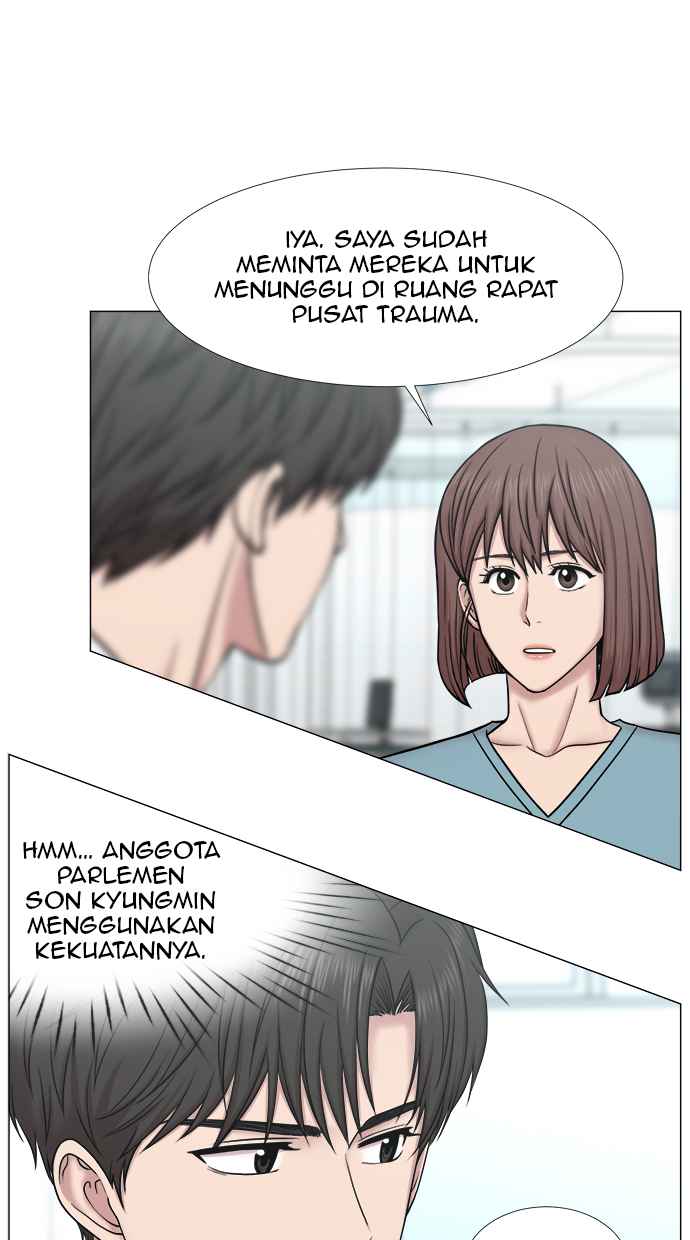 IYA. SAYA SUDAH
MEMINTA MEREKA UNTUK
MENUNGGU DI RUANG RAPAT
PUSAT TRAUMA.
HMM... ANGGOTA
PARLEMEN
SON KYUNGMIN
MENGGUNAKAN
KEKUATANNYA.